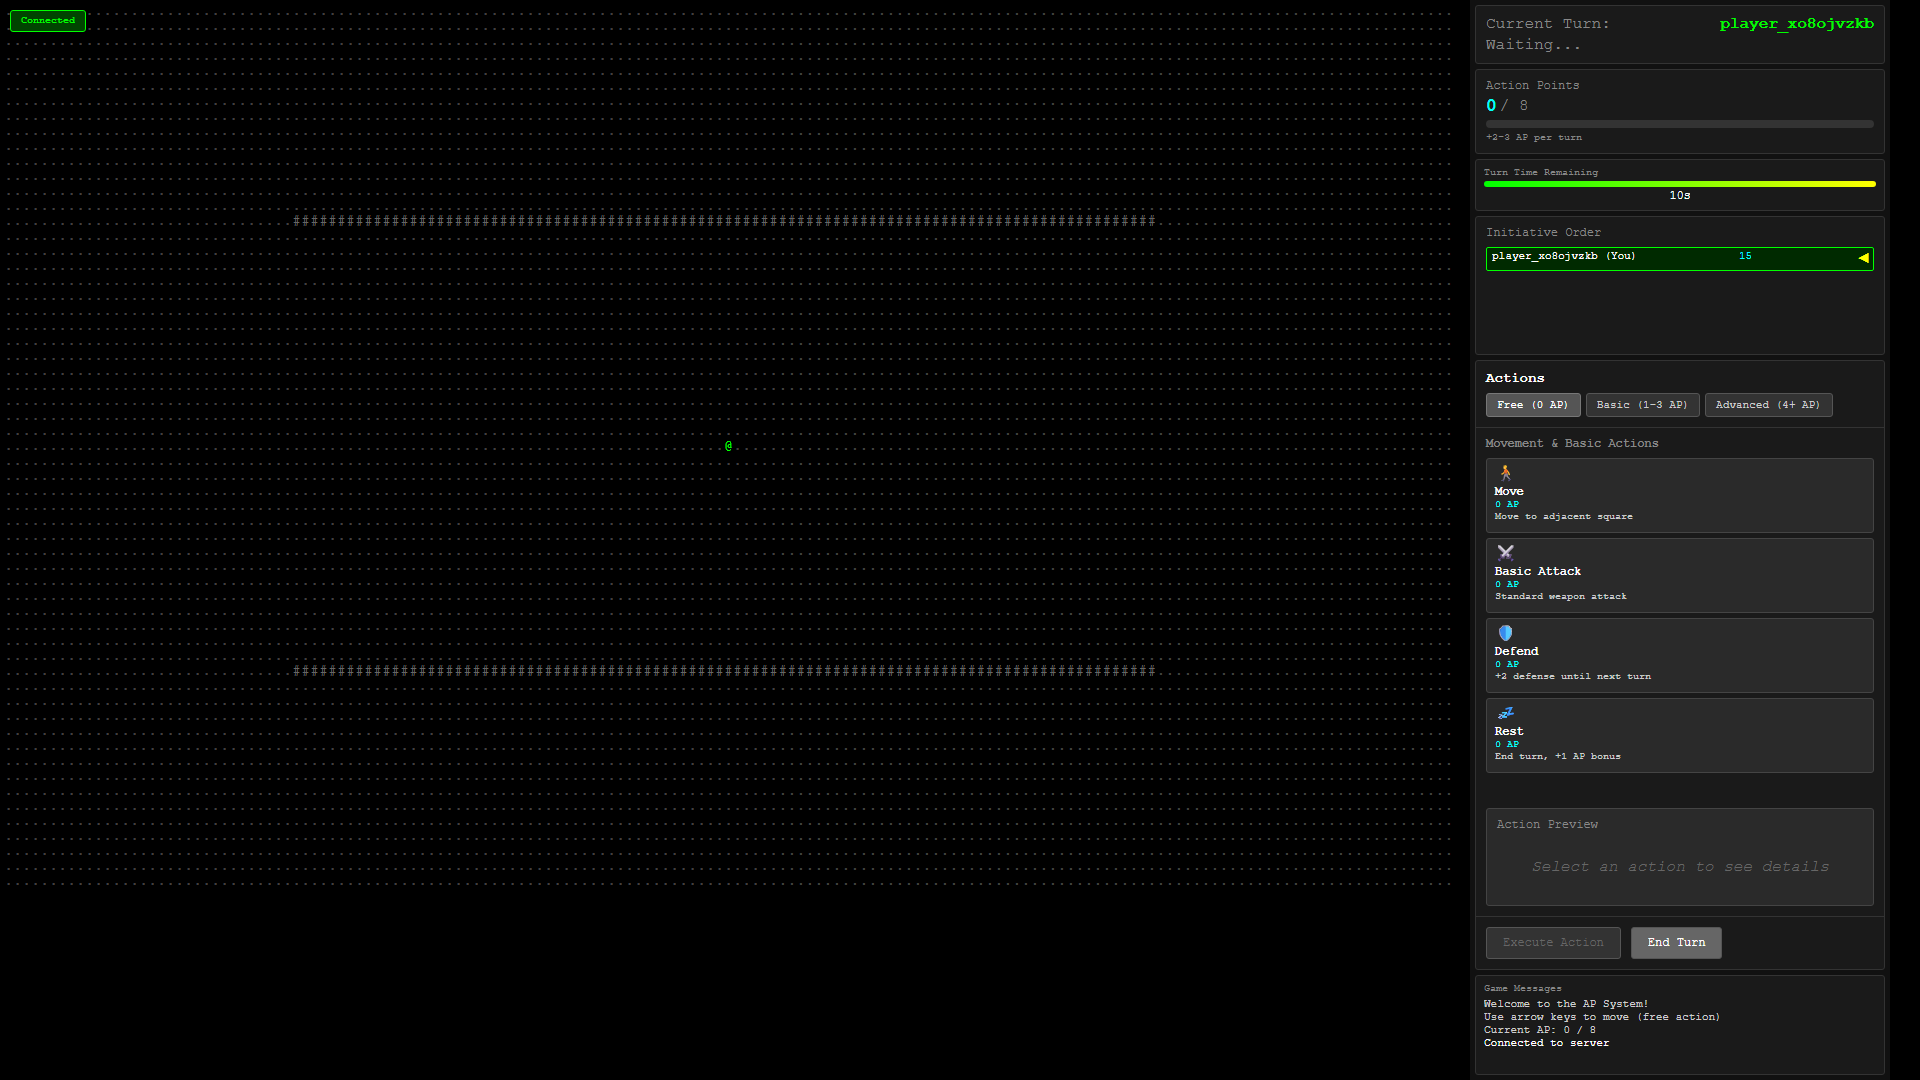 Connected
@
Current Turn: player_xo8ojvzkb
Waiting...
Action Points
0 / 8
+2-3 AP per turn
Turn Time Remaining
10s
Initiative Order
player_xo8ojvzkb (You) 15 ◀
Actions
Free (0 AP) Basic (1-3 AP) Advanced (4+ AP)
Movement & Basic Actions
Move
0 AP
Move to adjacent square
Basic Attack
0 AP
Standard weapon attack
Defend
0 AP
+2 defense until next turn
Rest
0 AP
End turn, +1 AP bonus
Action Preview
Select an action to see details
Execute Action End Turn
Game Messages
Welcome to the AP System!
Use arrow keys to move (free action)
Current AP: 0 / 8
Connected to server